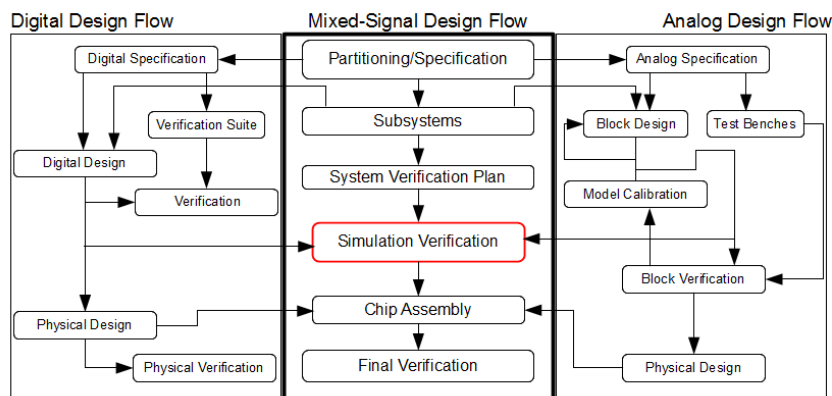 Digital Design Flow
Mixed-Signal Design Flow
Analog Design Flow
Digital Specification
Partitioning/Specification
Analog Specification
Verification Suite
Subsystems
Block Design
Test Benches
Digital Design
System Verification Plan
Verification
Model Calibration
Simulation Verification
Block Verification
Physical Design
Chip Assembly
Physical Verification
Final Verification
Physical Design